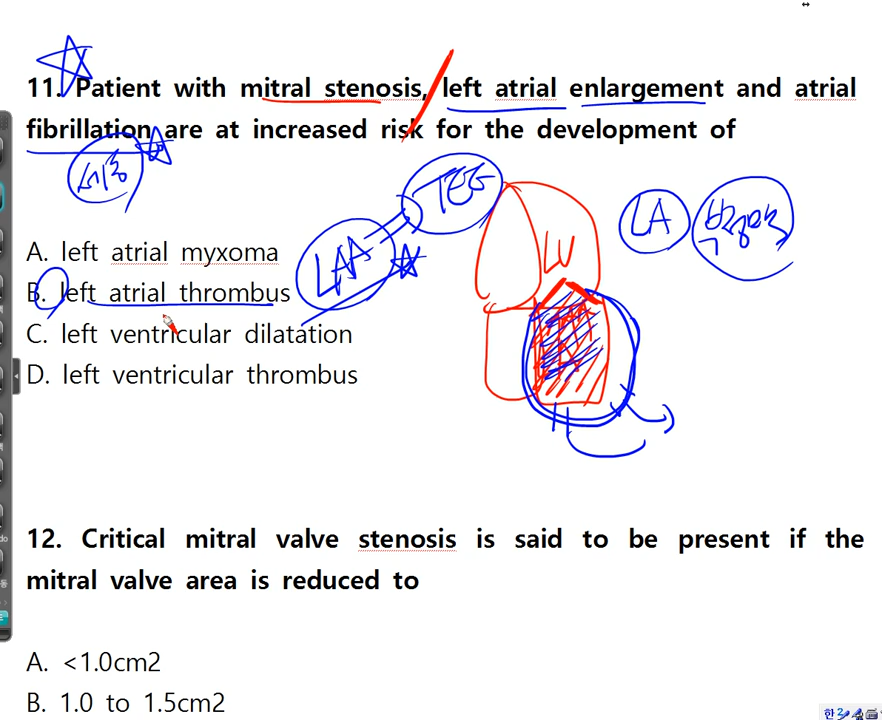 11. Patient with mitral stenosis, left atrial enlargement and atrial
fibrillation are at increased risk for the development of
TEE
LA
LAA
LV
A. left atrial myxoma
B. left atrial thrombus
C. left ventricular dilatation
D. left ventricular thrombus
12. Critical mitral valve stenosis is said to be present if the
mitral valve area is reduced to
A. <1.0cm2
B. 1.0 to 1.5cm2
한